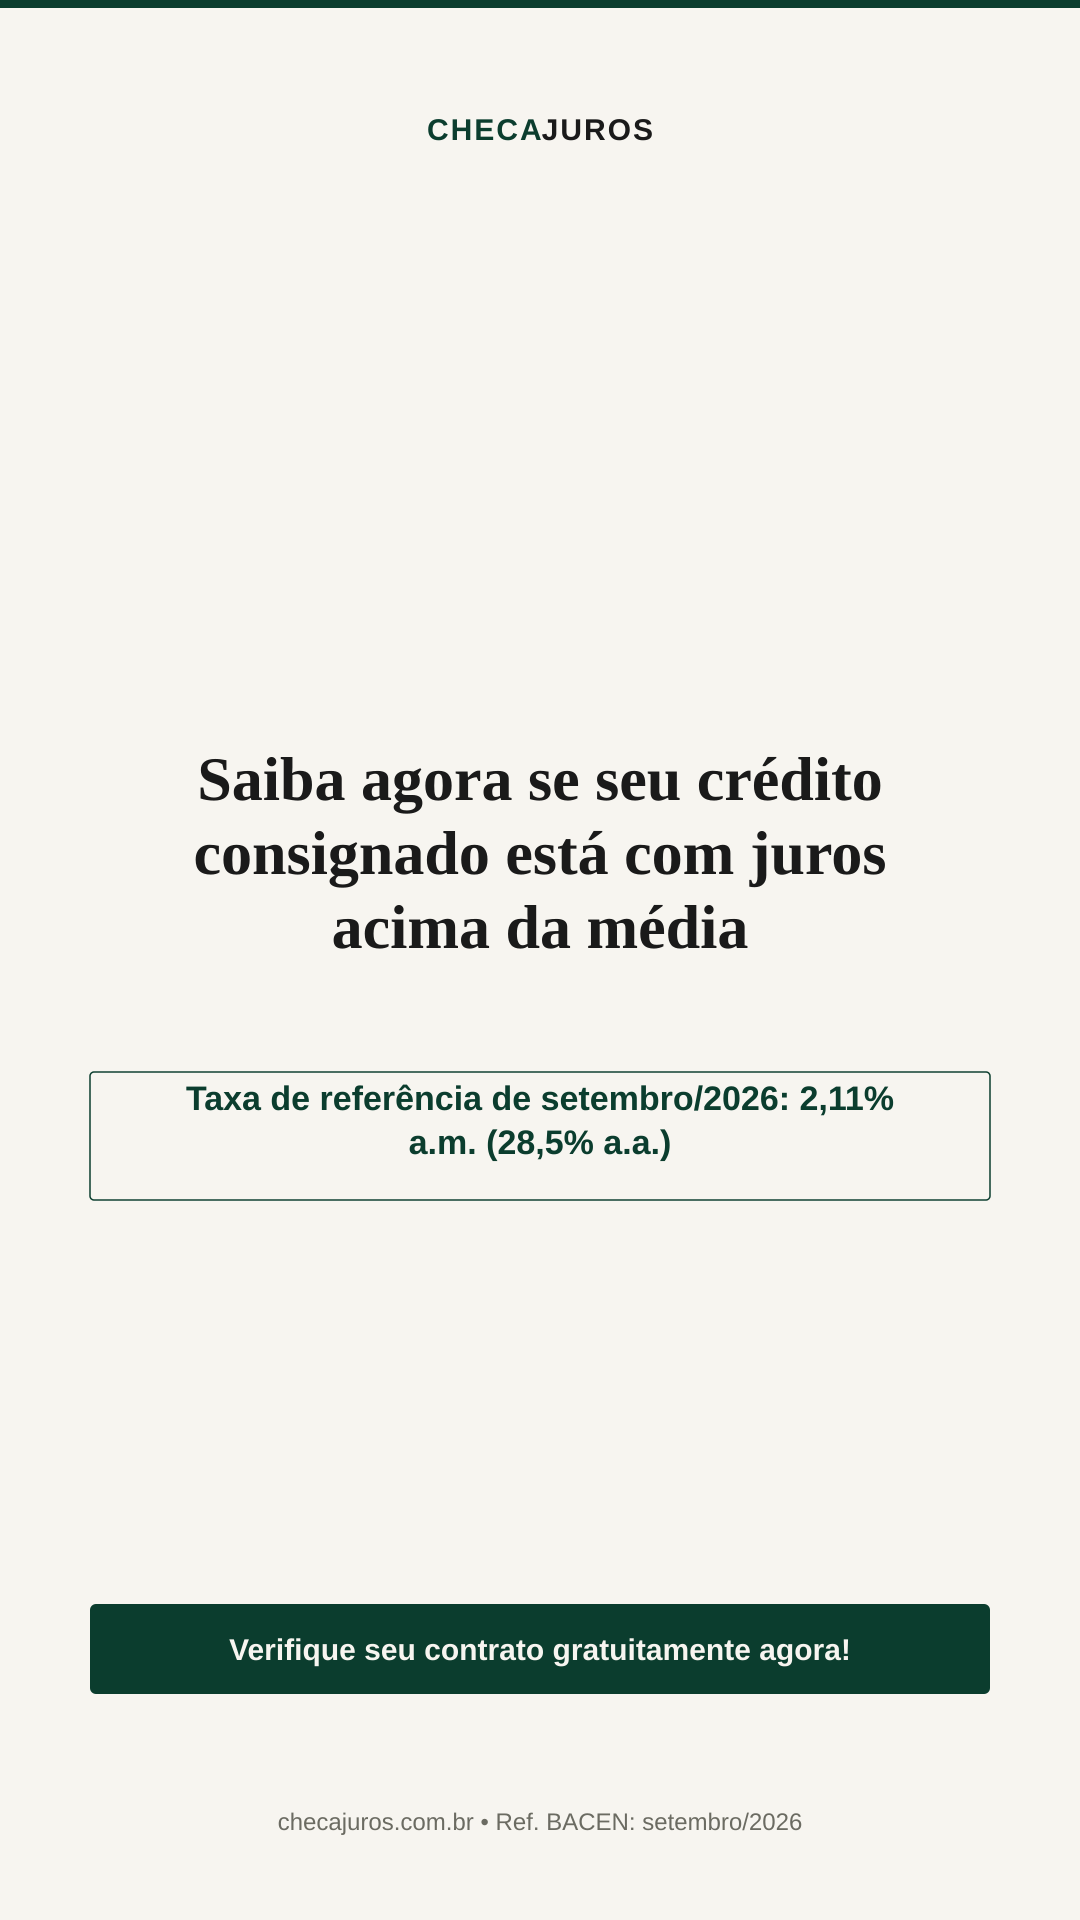 CHECAJUROS
Saiba agora se seu crédito
consignado está com juros
acima da média
Taxa de referência de setembro/2026: 2,11%
a.m. (28,5% a.a.)
Verifique seu contrato gratuitamente agora!
checajuros.com.br • Ref. BACEN: setembro/2026